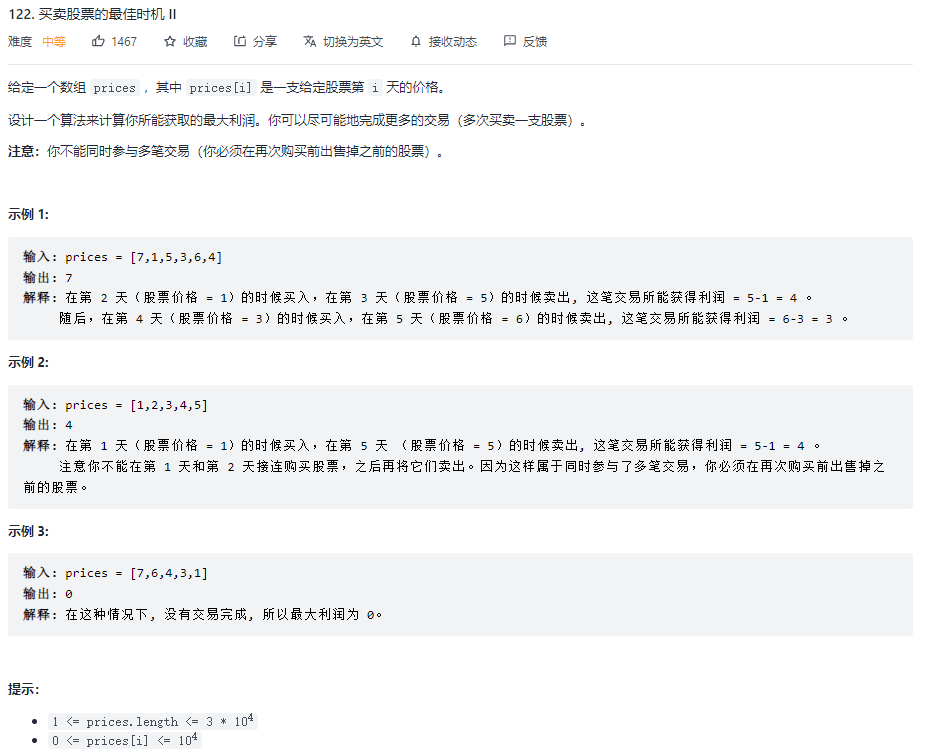 122. 买卖股票的最佳时机 II
难度 中等 1467 收藏 分享 切换为英文 接收动态 反馈
给定一个数组 prices ，其中 prices[i] 是一支给定股票第 i 天的价格。
设计一个算法来计算你所能获取的最大利润。你可以尽可能地完成更多的交易（多次买卖一支股票）。
注意：你不能同时参与多笔交易（你必须在再次购买前出售掉之前的股票）。
示例 1:
输入: prices = [7,1,5,3,6,4]
输出: 7
解释: 在第 2 天（股票价格 = 1）的时候买入，在第 3 天（股票价格 = 5）的时候卖出, 这笔交易所能获得利润 = 5-1 = 4 。
随后，在第 4 天（股票价格 = 3）的时候买入，在第 5 天（股票价格 = 6）的时候卖出, 这笔交易所能获得利润 = 6-3 = 3 。
示例 2:
输入: prices = [1,2,3,4,5]
输出: 4
解释: 在第 1 天（股票价格 = 1）的时候买入，在第 5 天 （股票价格 = 5）的时候卖出, 这笔交易所能获得利润 = 5-1 = 4 。
注意你不能在第 1 天和第 2 天接连购买股票，之后再将它们卖出。因为这样属于同时参与了多笔交易，你必须在再次购买前出售掉之
前的股票。
示例 3:
输入: prices = [7,6,4,3,1]
输出: 0
解释: 在这种情况下, 没有交易完成, 所以最大利润为 0。
提示：
• 1 <= prices.length <= 3 * 10⁴
• 0 <= prices[i] <= 10⁴